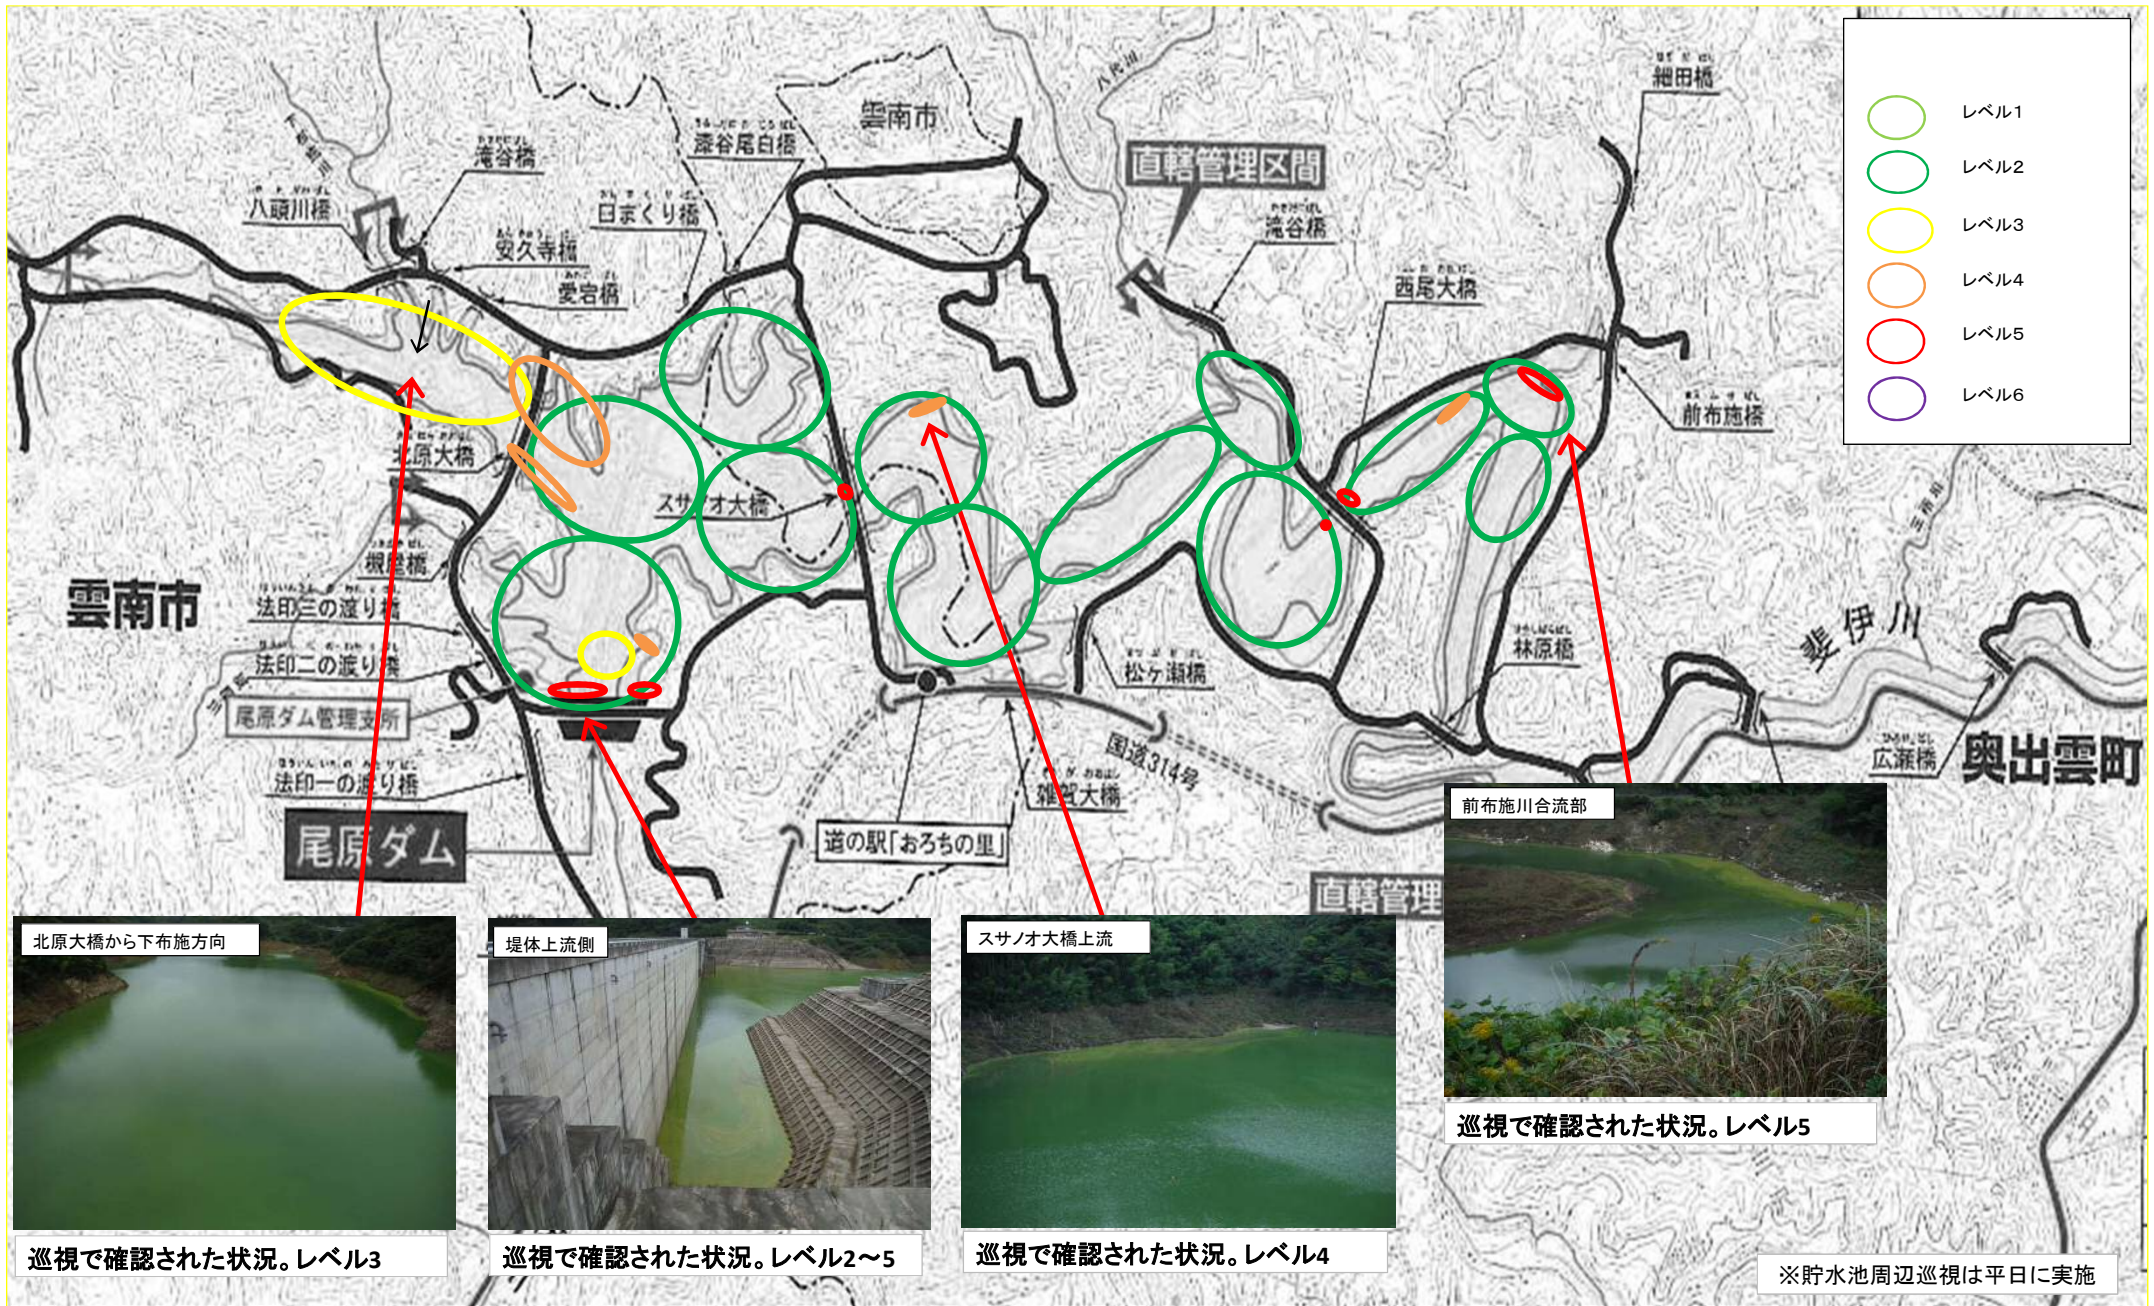 細田橋
レベル1
レベル2
レベル3
レベル4
レベル5
レベル6
雲南市
八代川
直轄管理区間
滝谷橋
漆谷尾白橋
八頭川橋
日まくり橋
安久寺橋
愛宕橋
滝谷橋
西尾大橋
前布施橋
北原大橋
スサノオ大橋
槻屋橋
雲南市
法印三の渡り橋
法印二の渡り橋
尾原ダム管理支所
法印一の渡り橋
尾原ダム
松ヶ瀬橋
林原橋
斐伊川
広瀬橋
奥出雲町
国道314号
雑賀大橋
道の駅「おろちの里」
直轄管理
前布施川合流部
巡視で確認された状況。レベル5
北原大橋から下布施方向
巡視で確認された状況。レベル3
堤体上流側
巡視で確認された状況。レベル2～5
スサノオ大橋上流
巡視で確認された状況。レベル4
※貯水池周辺巡視は平日に実施